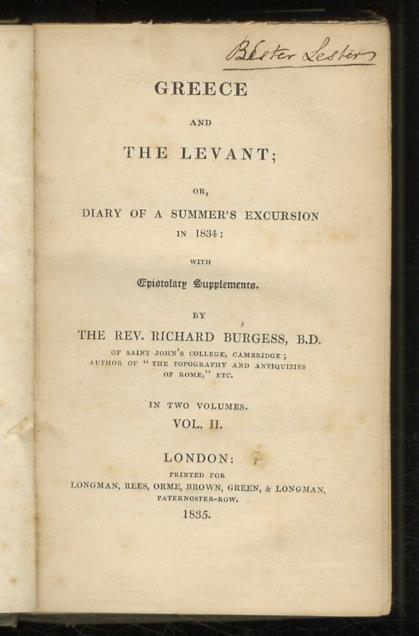 Lester
GREECE
AND
THE LEVANT;
OR,
DIARY OF A SUMMER'S EXCURSION
IN 1834:
WITH
Epistolary Supplements.
BY
THE REV. RICHARD BURGESS, B.D.
OF SAINT JOHN'S COLLEGE, CAMBRIDGE;
AUTHOR OF "THE TOPOGRAPHY AND ANTIQUITIES
OF ROME," ETC.
IN TWO VOLUMES.
VOL. II.
LONDON:
PRINTED FOR
LONGMAN, REES, ORME, BROWN, GREEN, & LONGMAN,
PATERNOSTER-ROW.
1835.